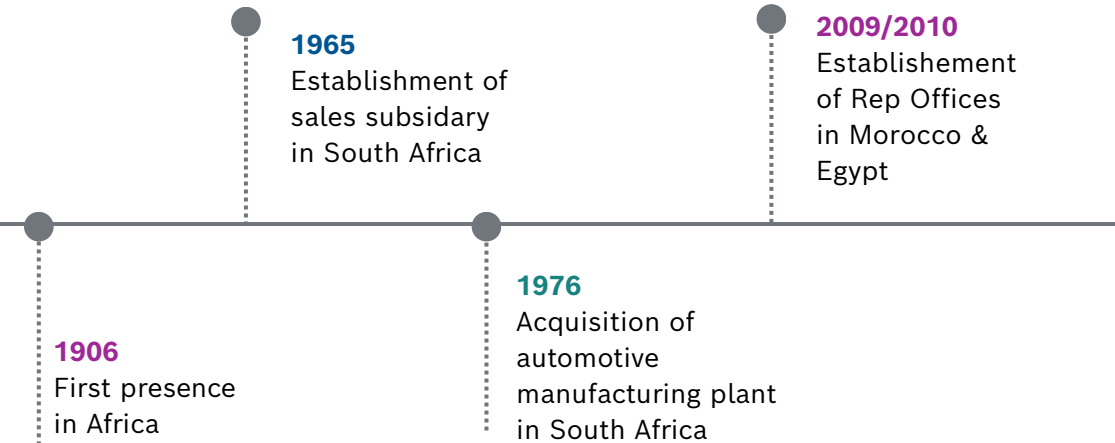 1965
Establishment of
sales subsidary
in South Africa
2009/2010
Establishement
of Rep Offices
in Morocco &
Egypt
1906
First presence
in Africa
1976
Acquisition of
automotive
manufacturing plant
in South Africa